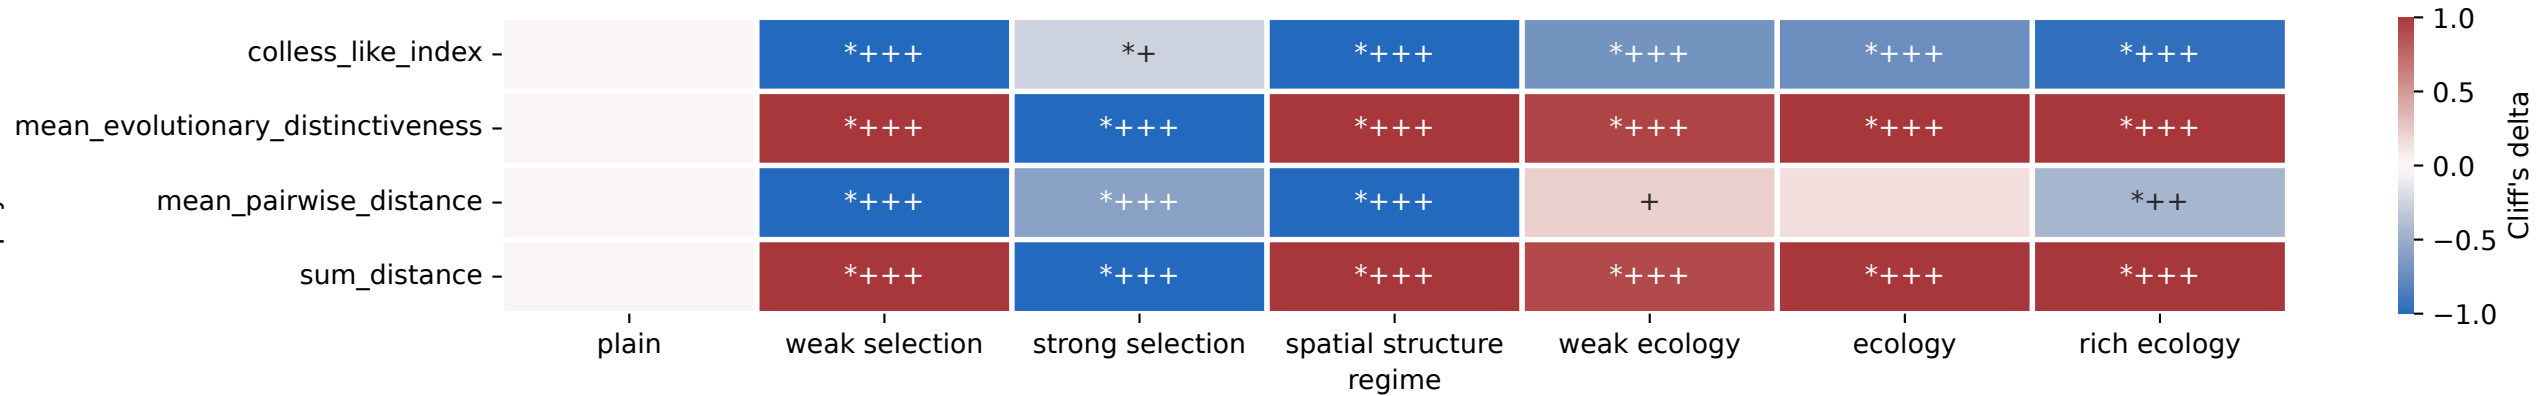 colless_like_index *+++ *+ *+++ *+++ *+++ *+++
mean_evolutionary_distinctiveness *+++ *+++ *+++ *+++ *+++ *+++
mean_pairwise_distance *+++ *+++ *+++ + *++
sum_distance *+++ *+++ *+++ *+++ *+++ *+++
plain weak selection strong selection spatial structure weak ecology ecology rich ecology
regime
1.0
0.5
0.0
−0.5
−1.0
Cliff's delta